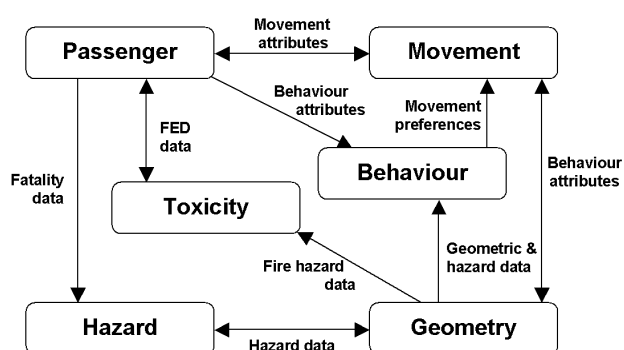 Movement
attributes
Passenger
Movement
Behaviour
attributes
Movement
preferences
FED
data
Behaviour
Behaviour
attributes
Fatality
data
Toxicity
Geometric &
hazard data
Fire hazard
data
Hazard
Geometry
Hazard data